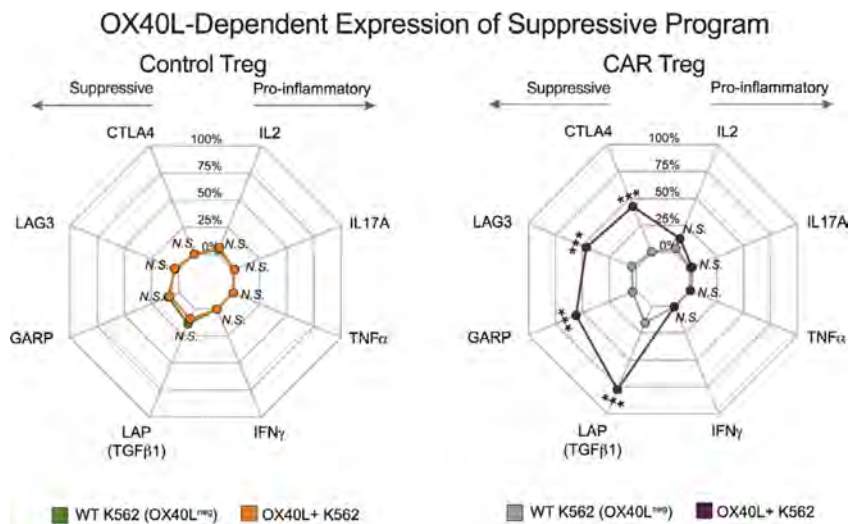 OX40L-Dependent Expression of Suppressive Program
Control Treg
Suppressive
Pro-inflammatory
CTLA4
IL2
100%
75%
50%
25%
0%
LAG3
IL17A
N.S.
N.S.
N.S.
N.S.
N.S.
N.S.
N.S.
N.S.
GARP
TNFα
LAP
(TGFβ1)
IFNγ
WT K562 (OX40Lneg)
OX40L+ K562
CAR Treg
Suppressive
Pro-inflammatory
CTLA4
IL2
100%
75%
50%
25%
0%
LAG3
IL17A
***
***
***
***
N.S.
N.S.
N.S.
N.S.
GARP
TNFα
LAP
(TGFβ1)
IFNγ
WT K562 (OX40Lneg)
OX40L+ K562